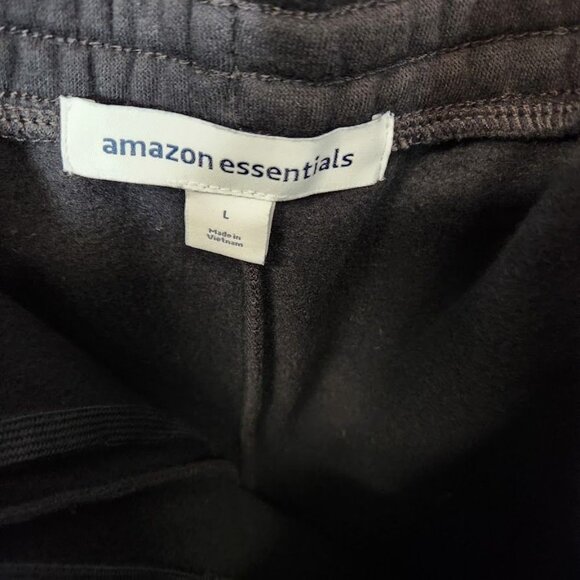 amazon essentials
L
Made in
Vietnam